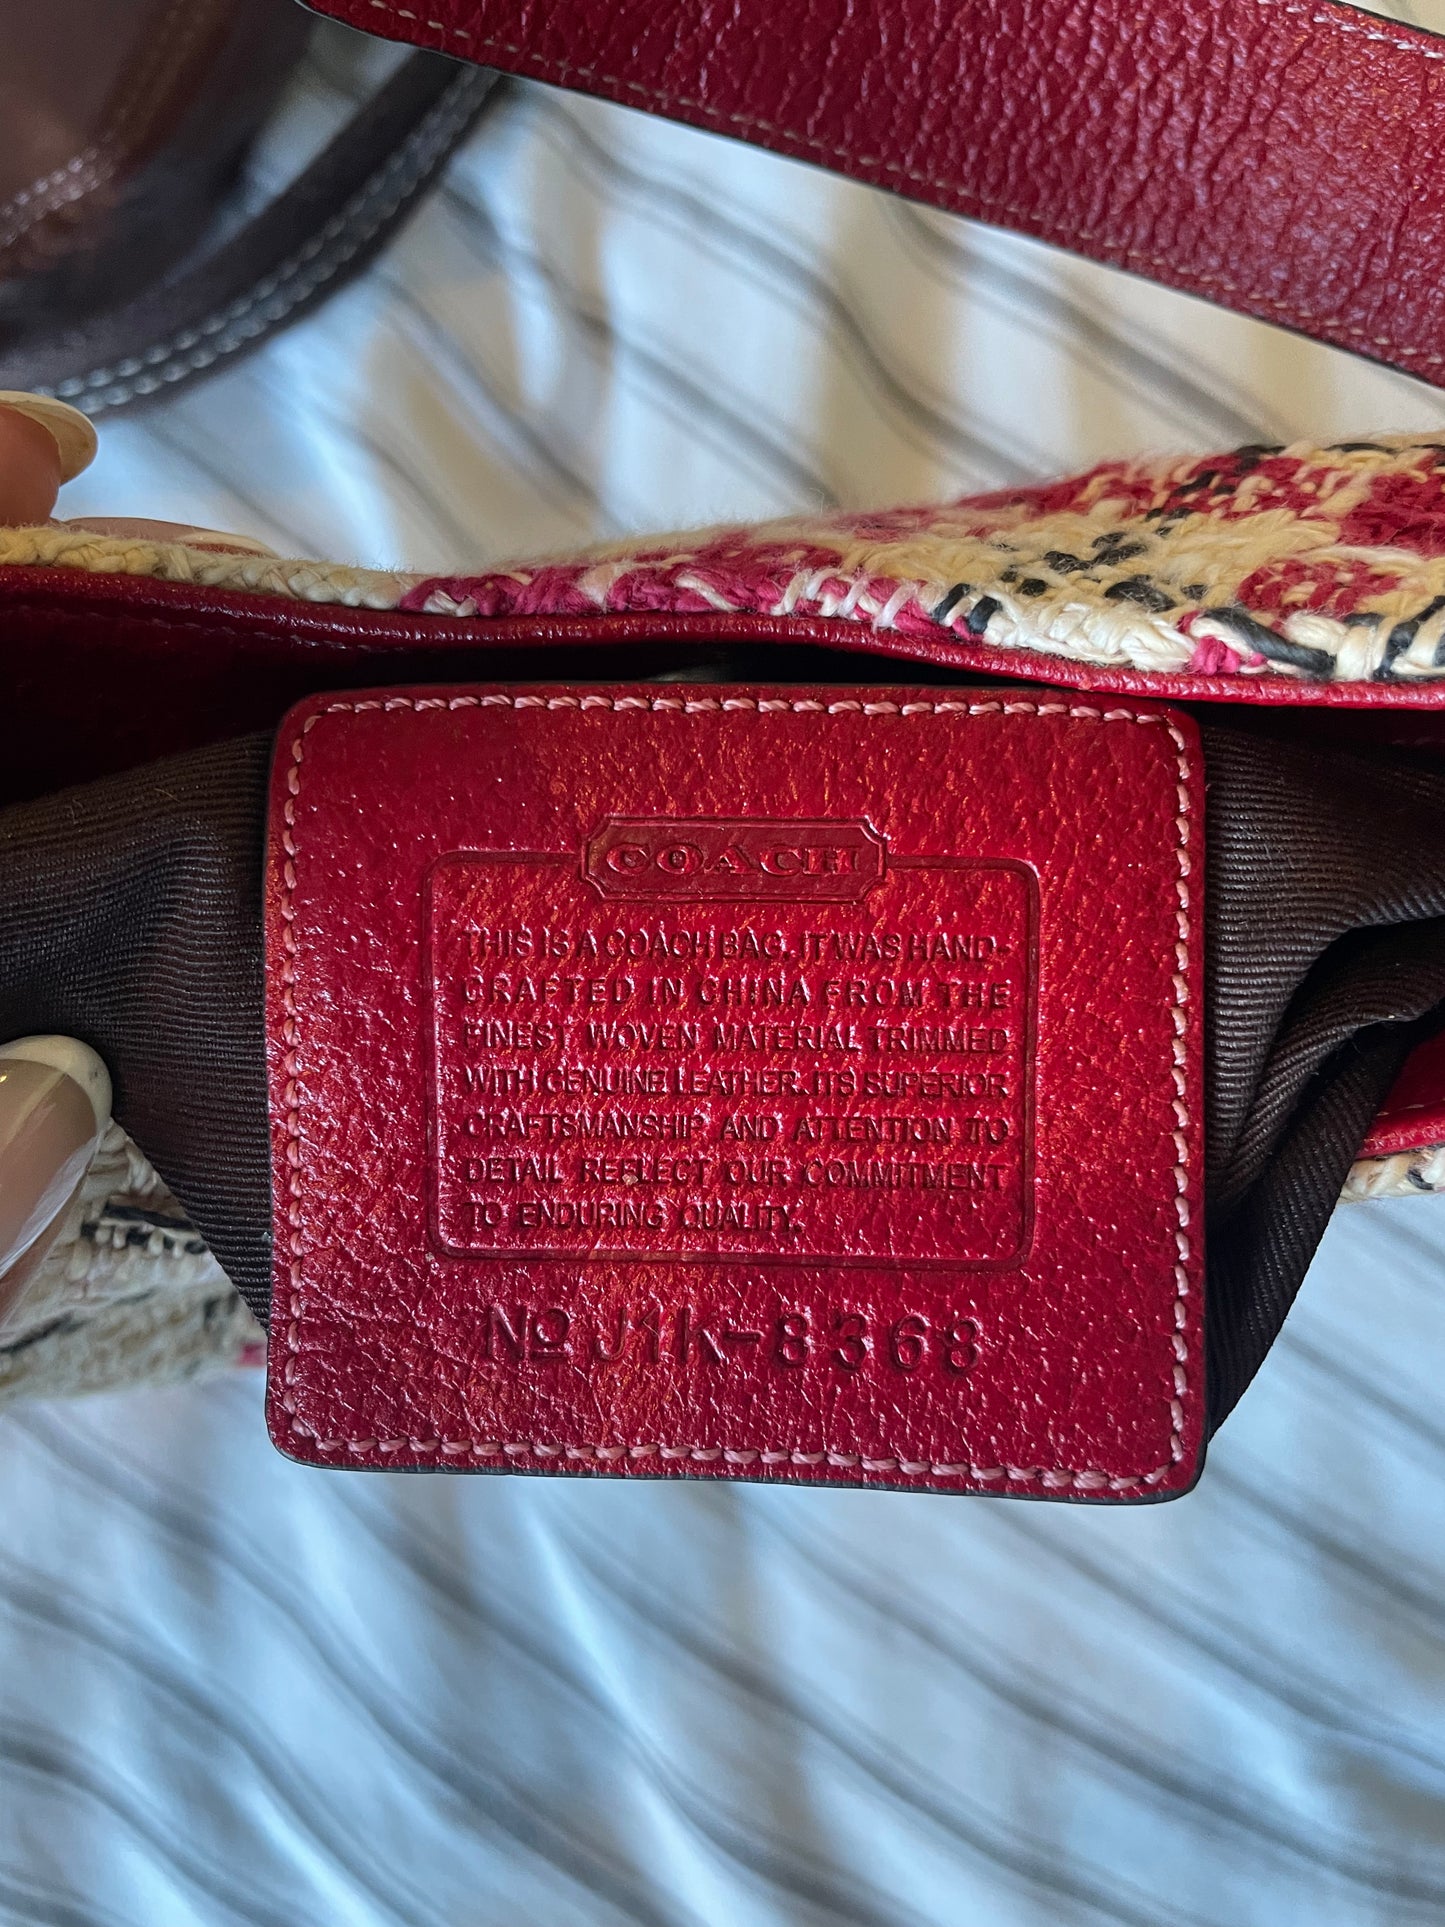 COACH
THIS IS A COACH BAG. IT WAS HAND-
CRAFTED IN CHINA FROM THE
FINEST WOVEN MATERIAL TRIMMED
WITH GENUINE LEATHER. ITS SUPERIOR
CRAFTSMANSHIP AND ATTENTION TO
DETAIL REFLECT OUR COMMITMENT
TO ENDURING QUALITY.
No J1K-8368